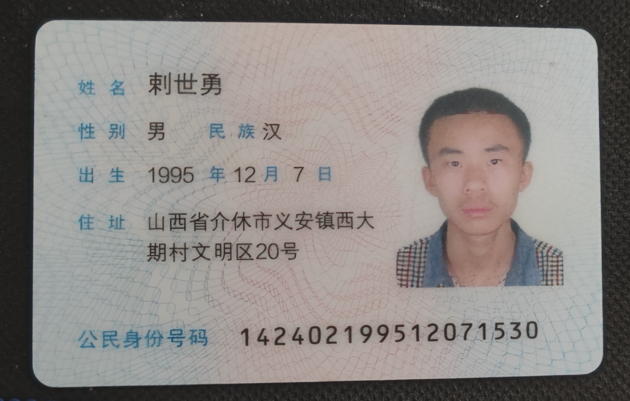 姓名 剌世勇
性别 男 民族 汉
出生 1995 年 12 月 7 日
住址 山西省介休市义安镇西大
期村文明区20号
公民身份号码 142402199512071530